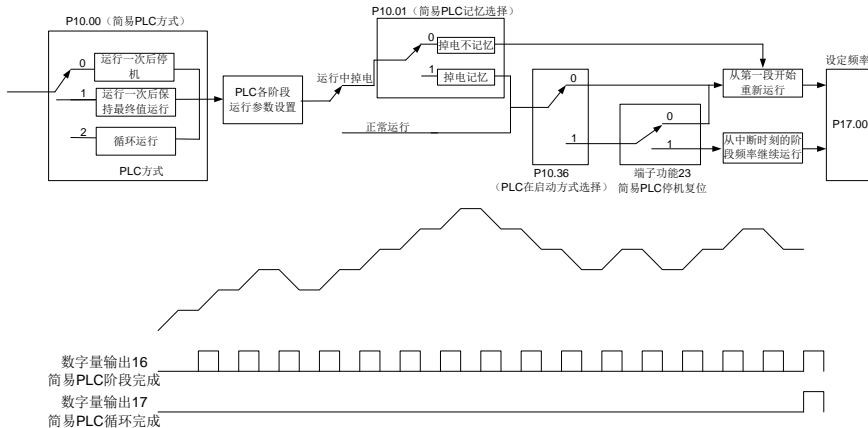 P10.00（简易PLC方式）
0
运行一次后停
机
1
运行一次后保
持最终值运行
2
循环运行
PLC方式
PLC各阶段
运行参数设置
运行中掉电
正常运行
P10.01（简易PLC记忆选择）
0
掉电不记忆
1
掉电记忆
0
1
P10.36
（PLC在启动方式选择）
0
1
端子功能23
简易PLC停机复位
从第一段开始
重新运行
从中断时刻的阶
段频率继续运行
设定频率
P17.00
数字量输出16
简易PLC阶段完成
数字量输出17
简易PLC循环完成